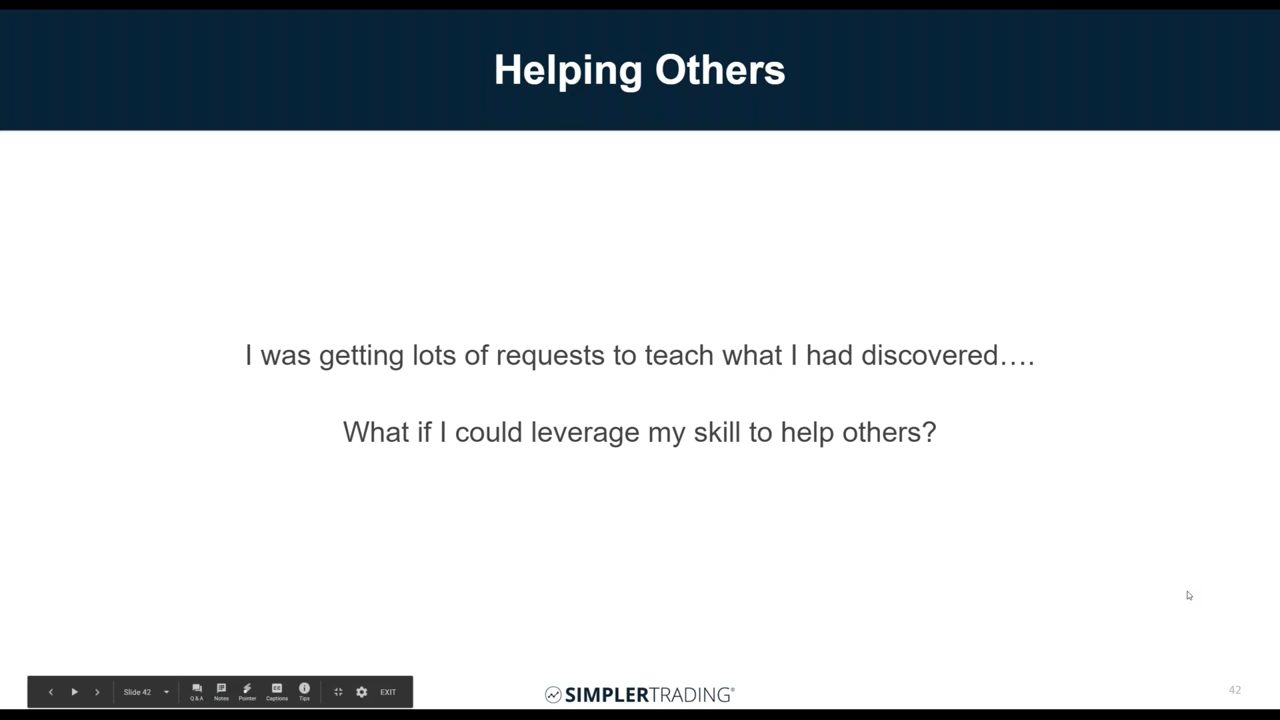 Helping Others
I was getting lots of requests to teach what I had discovered….
What if I could leverage my skill to help others?
Slide 42
Q & A Notes Pointer Captions Tips
EXIT
SIMPLERTRADING®
42